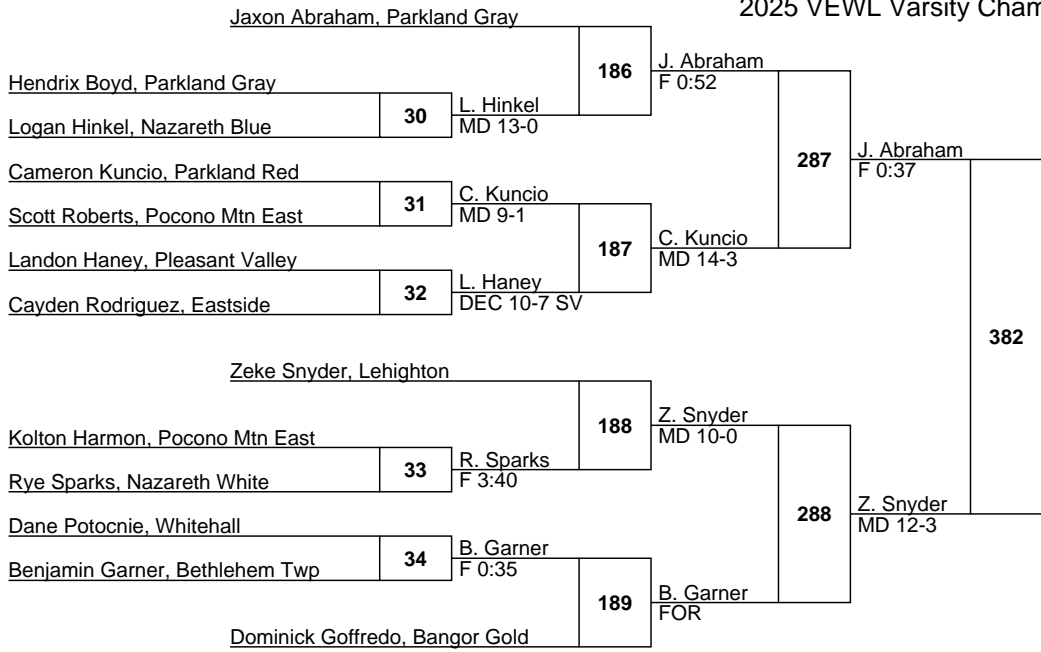 2025 VEWL Varsity Cham
Jaxon Abraham, Parkland Gray
186
J. Abraham
F 0:52
Hendrix Boyd, Parkland Gray
30
L. Hinkel
MD 13-0
Logan Hinkel, Nazareth Blue
287
J. Abraham
F 0:37
Cameron Kuncio, Parkland Red
31
C. Kuncio
MD 9-1
Scott Roberts, Pocono Mtn East
187
C. Kuncio
MD 14-3
Landon Haney, Pleasant Valley
32
L. Haney
DEC 10-7 SV
Cayden Rodriguez, Eastside
382
Zeke Snyder, Lehighton
188
Z. Snyder
MD 10-0
Kolton Harmon, Pocono Mtn East
33
R. Sparks
F 3:40
Rye Sparks, Nazareth White
288
Z. Snyder
MD 12-3
Dane Potocnie, Whitehall
34
B. Garner
F 0:35
Benjamin Garner, Bethlehem Twp
189
B. Garner
FOR
Dominick Goffredo, Bangor Gold